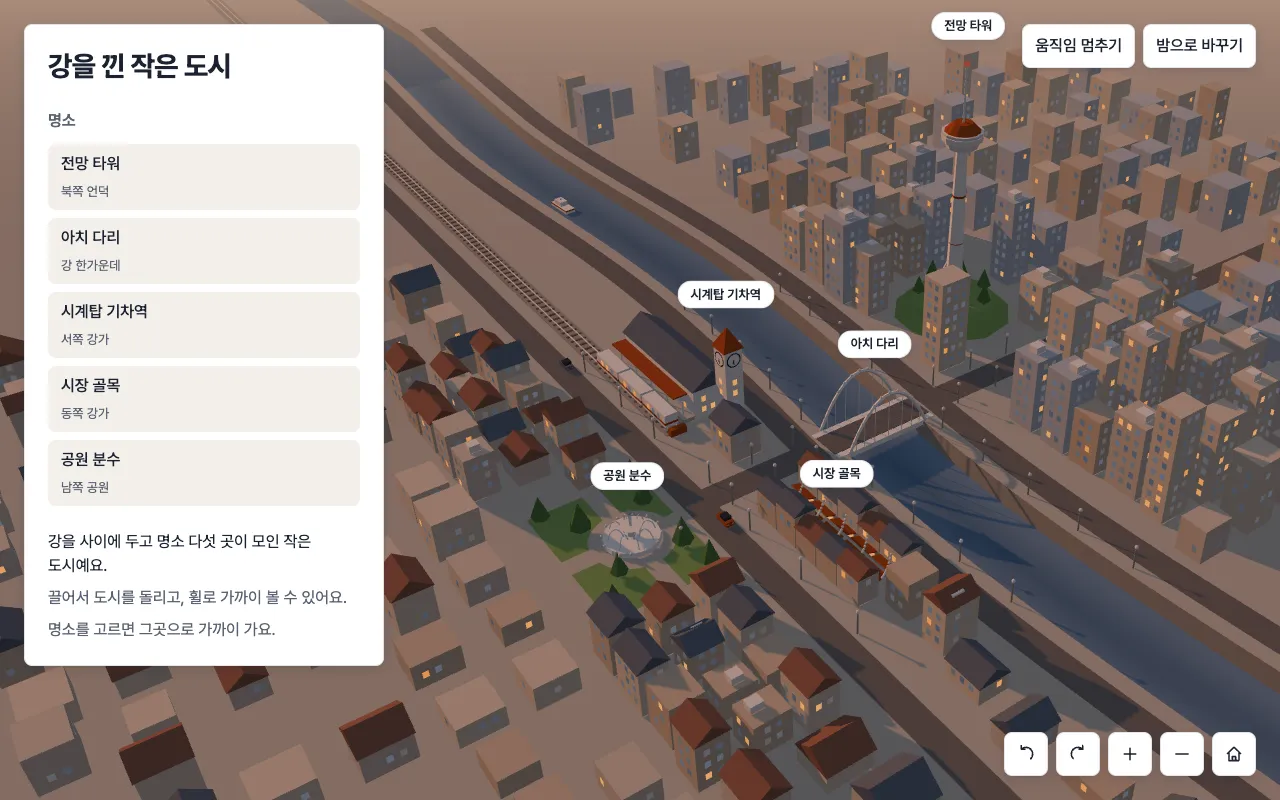 강을 낀 작은 도시
명소
전망 타워
북쪽 언덕
아치 다리
강 한가운데
시계탑 기차역
서쪽 강가
시장 골목
동쪽 강가
공원 분수
남쪽 공원
강을 사이에 두고 명소 다섯 곳이 모인 작은
도시예요.
끌어서 도시를 돌리고, 휠로 가까이 볼 수 있어요.
명소를 고르면 그곳으로 가까이 가요.
전망 타워
움직임 멈추기
밤으로 바꾸기
시계탑 기차역
아치 다리
공원 분수
시장 골목